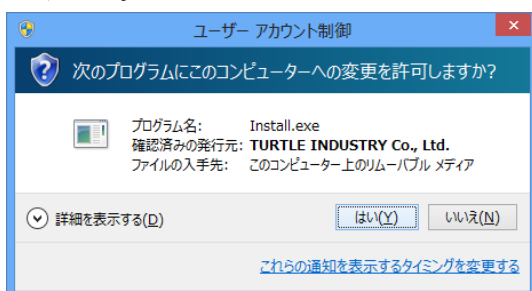 ユーザー アカウント制御
次のプログラムにこのコンピューターへの変更を許可しますか?
プログラム名: Install.exe
確認済みの発行元: TURTLE INDUSTRY Co., Ltd.
ファイルの入手先: このコンピューター上のリムーバブル メディア
詳細を表示する(D)
はい(Y)
いいえ(N)
これらの通知を表示するタイミングを変更する